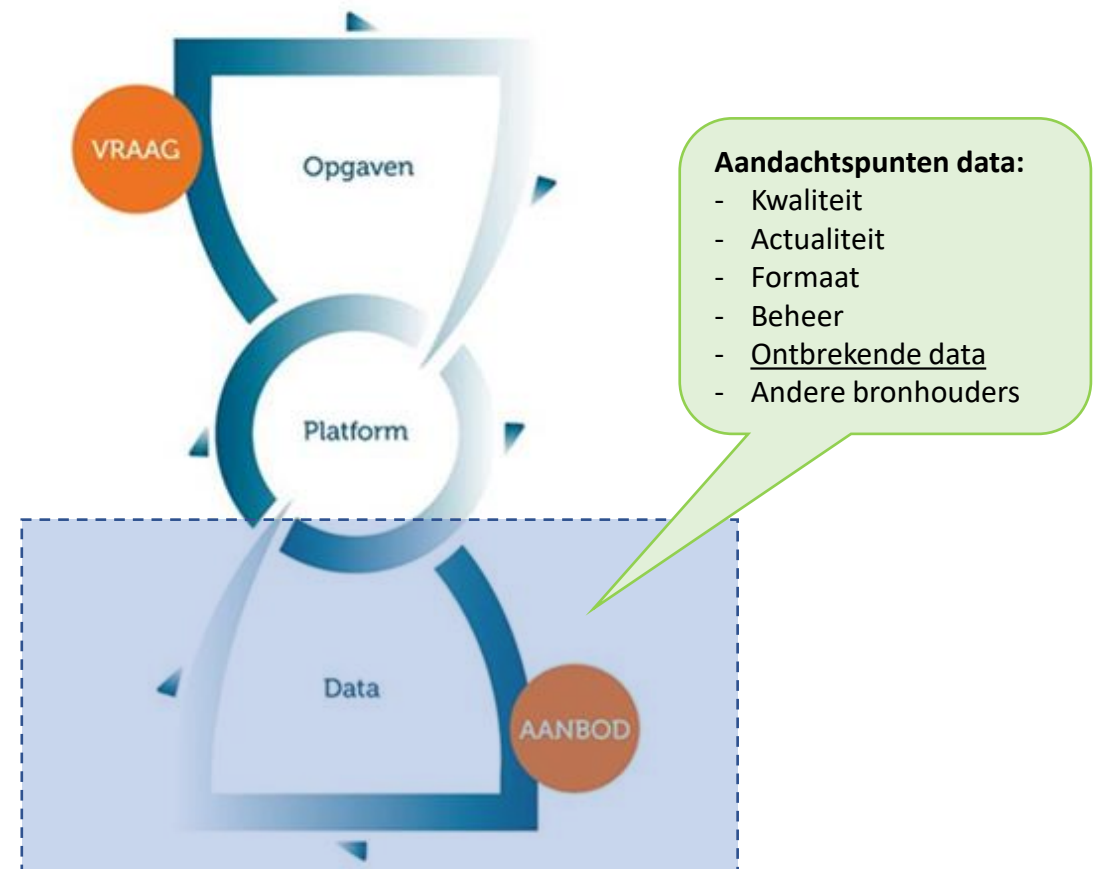 VRAAG
Opgaven
Aandachtspunten data:
- Kwaliteit
- Actualiteit
- Formaat
- Beheer
- Ontbrekende data
- Andere bronhouders
Platform
Data
AANBOD